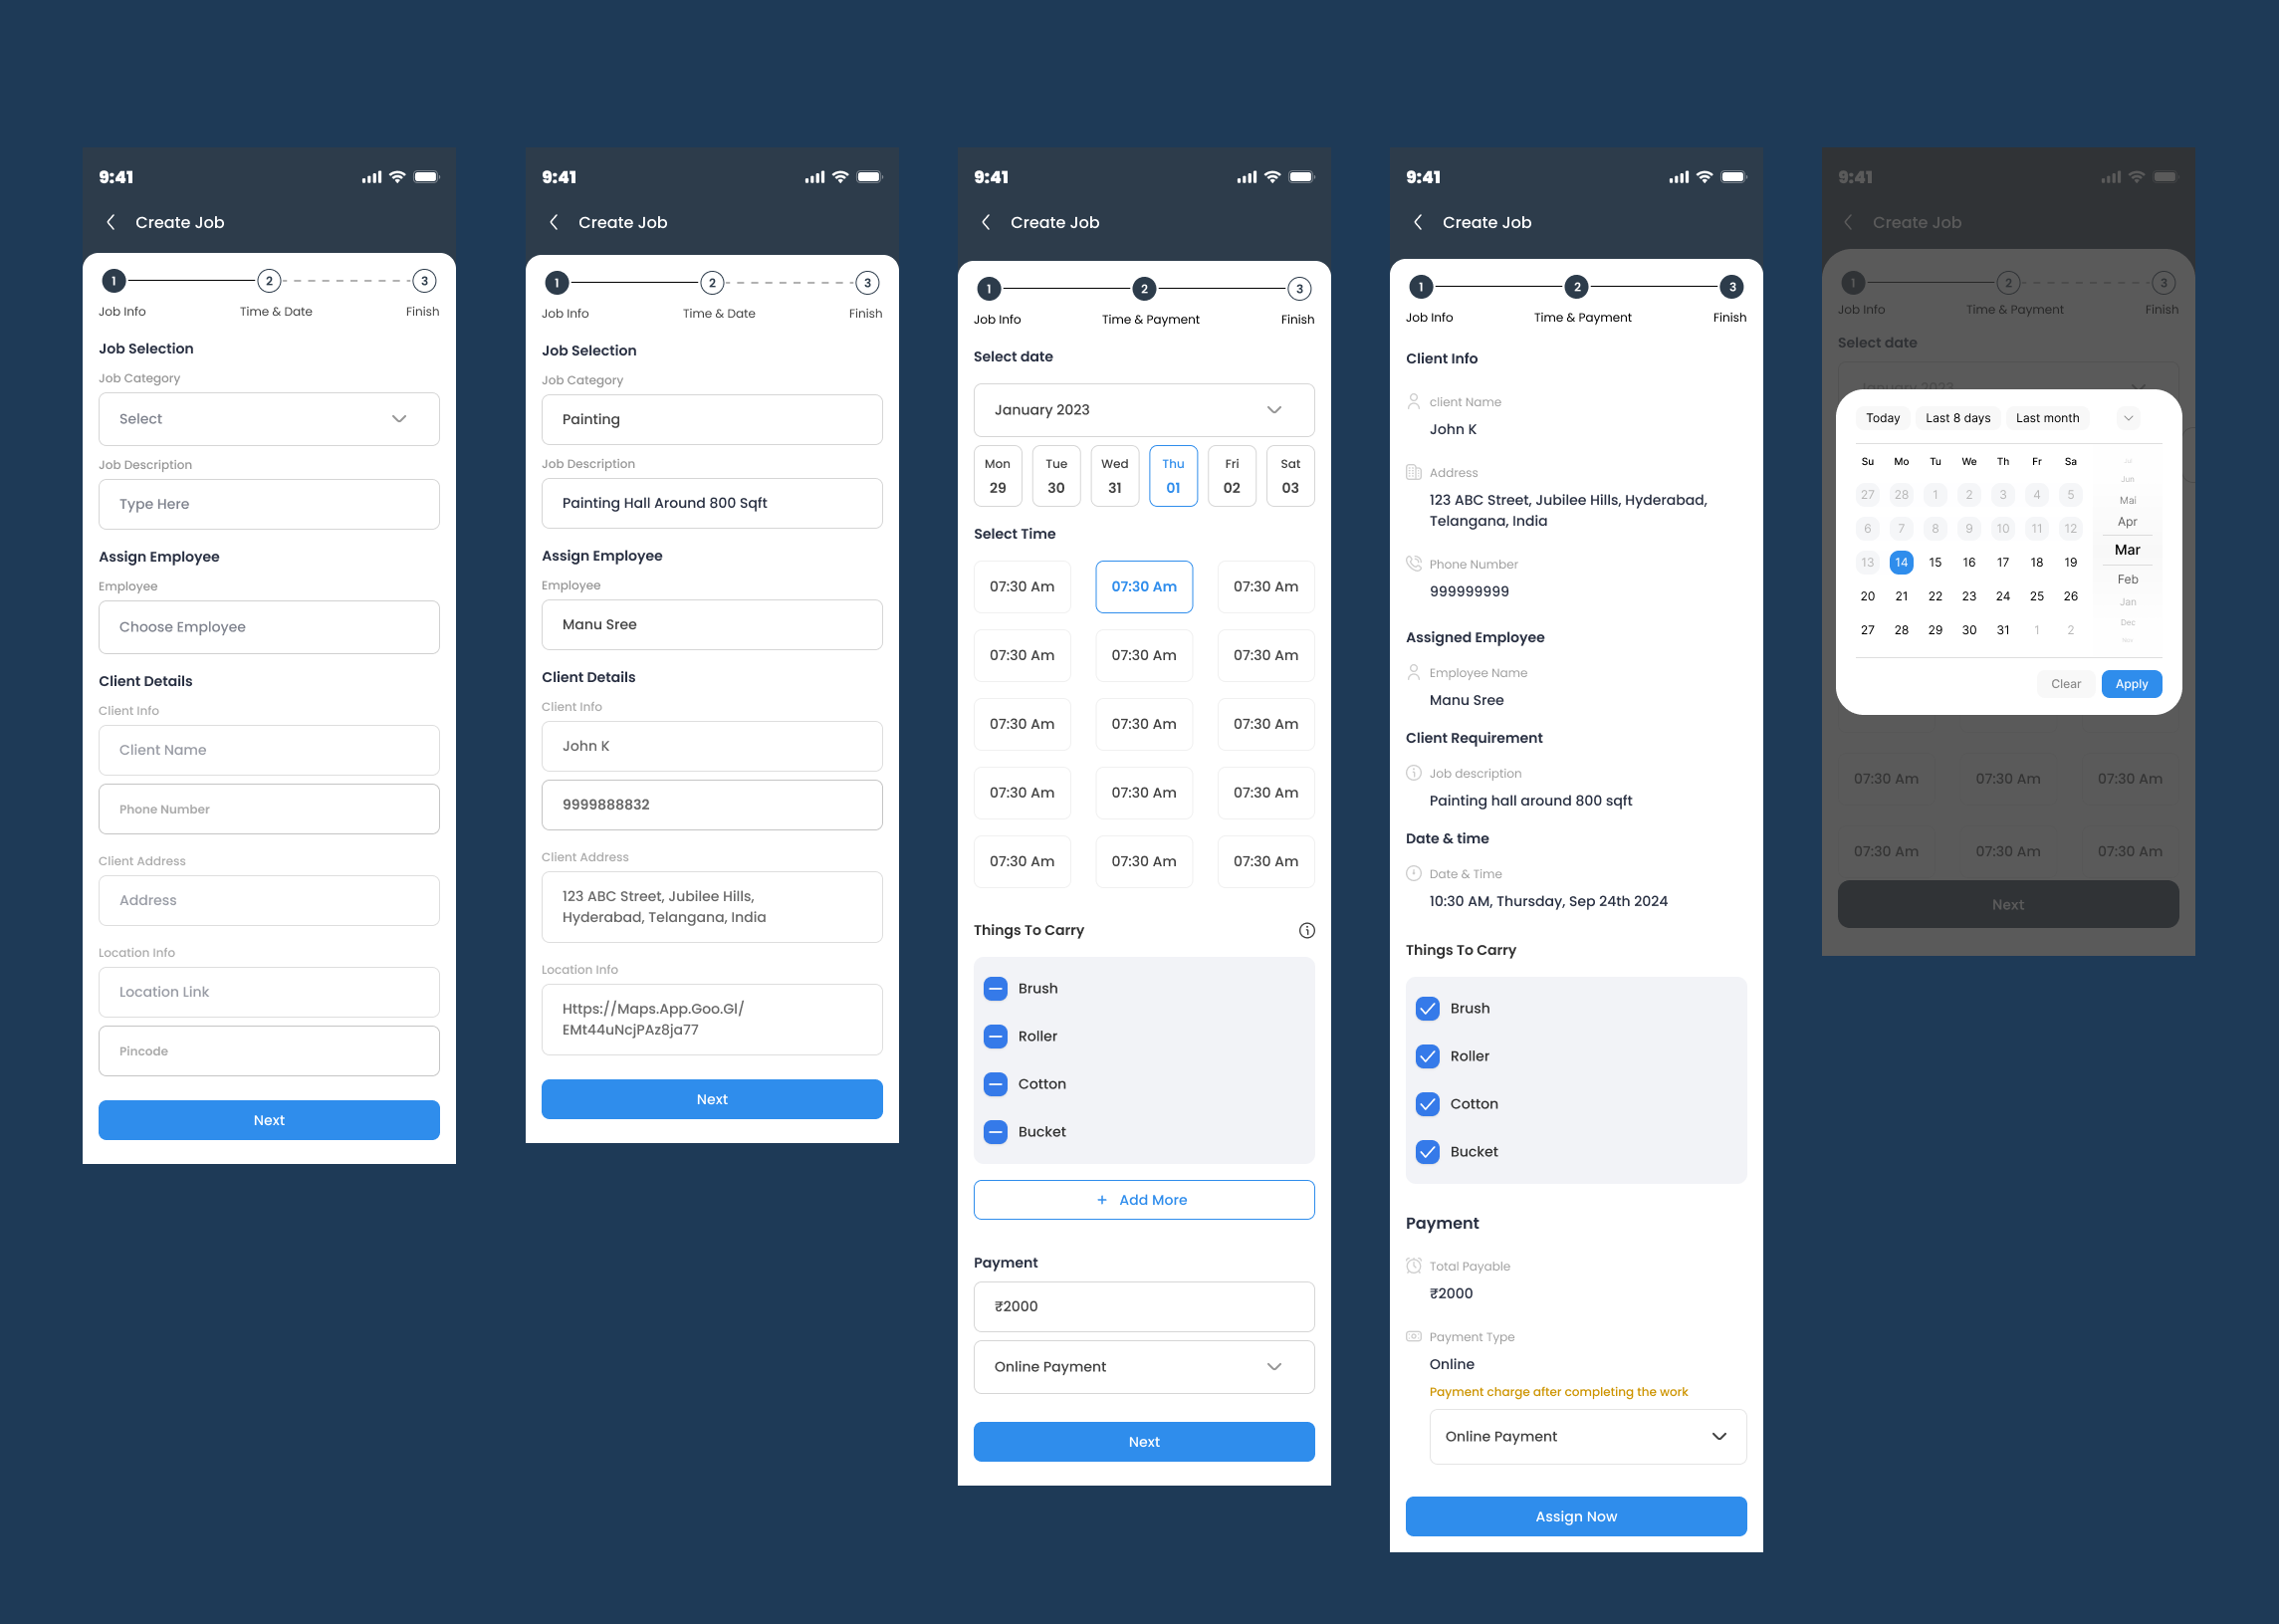 9:41
Create Job
1
2
3
Job Info
Time & Date
Finish
Job Selection
Job Category
Select
Job Description
Type Here
Assign Employee
Employee
Choose Employee
Client Details
Client Info
Client Name
Phone Number
Client Address
Address
Location Info
Location Link
Pincode
Next
9:41
Create Job
1
2
3
Job Info
Time & Date
Finish
Job Selection
Job Category
Painting
Job Description
Painting Hall Around 800 Sqft
Assign Employee
Employee
Manu Sree
Client Details
Client Info
John K
9999888832
Client Address
123 ABC Street, Jubilee Hills,
Hyderabad, Telangana, India
Location Info
Https://Maps.App.Goo.Gl/
EMt44uNcjPAz8ja77
Next
9:41
Create Job
1
2
3
Job Info
Time & Payment
Finish
Select date
January 2023
Mon Tue Wed Thu Fri Sat
29 30 31 01 02 03
Select Time
07:30 Am 07:30 Am 07:30 Am
07:30 Am 07:30 Am 07:30 Am
07:30 Am 07:30 Am 07:30 Am
07:30 Am 07:30 Am 07:30 Am
07:30 Am 07:30 Am 07:30 Am
Things To Carry
Brush
Roller
Cotton
Bucket
+ Add More
Payment
₹2000
Online Payment
Next
9:41
Create Job
1
2
3
Job Info
Time & Payment
Finish
Client Info
client Name
John K
Address
123 ABC Street, Jubilee Hills, Hyderabad,
Telangana, India
Phone Number
999999999
Assigned Employee
Employee Name
Manu Sree
Client Requirement
Job description
Painting hall around 800 sqft
Date & time
Date & Time
10:30 AM, Thursday, Sep 24th 2024
Things To Carry
Brush
Roller
Cotton
Bucket
Payment
Total Payable
₹2000
Payment Type
Online
Payment charge after completing the work
Online Payment
Assign Now
9:41
Create Job
1
2
3
Job Info
Time & Payment
Finish
Select date
January 2023
Today Last 8 days Last month
Su Mo Tu We Th Fr Sa
27 28 1 2 3 4 5
6 7 8 9 10 11 12
13 14 15 16 17 18 19
20 21 22 23 24 25 26
27 28 29 30 31 1 2
Jun
Mai
Apr
Mar
Feb
Jan
Dec
Clear
Apply
07:30 Am 07:30 Am 07:30 Am
07:30 Am 07:30 Am 07:30 Am
Next